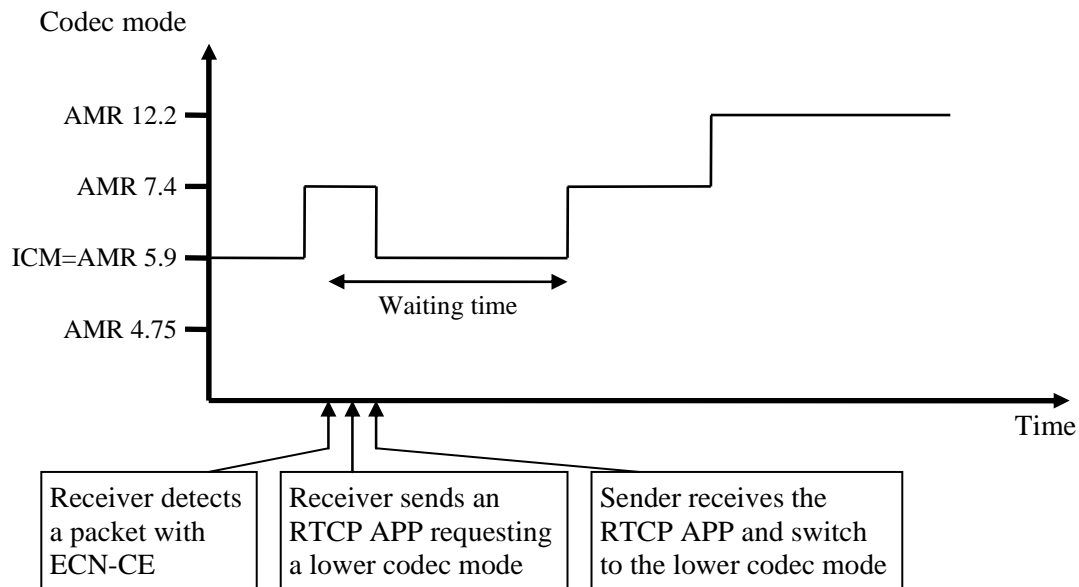 Codec mode
AMR 12.2
AMR 7.4
ICM=AMR 5.9
Waiting time
AMR 4.75
Time
Receiver detects
a packet with
ECN-CE
Receiver sends an
RTCP APP requesting
a lower codec mode
Sender receives the
RTCP APP and switch
to the lower codec mode